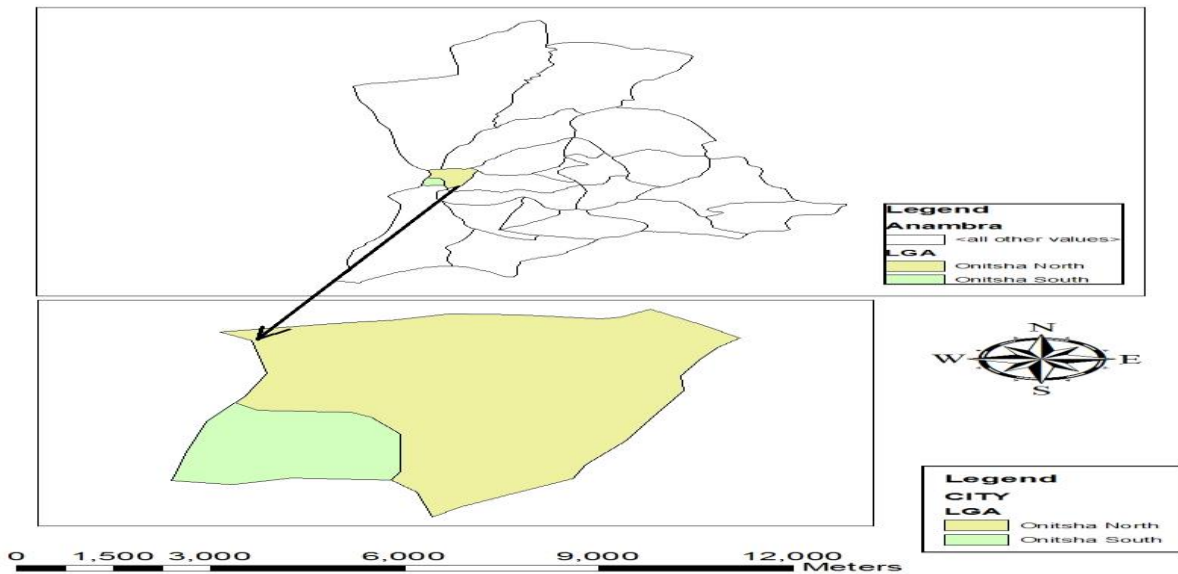 Legend
Anambra
<all other values>
LGA
Onitsha North
Onitsha South
N
W E
S
Legend
CITY
LGA
Onitsha North
Onitsha South
0 1,500 3,000 6,000 9,000 12,000
Meters